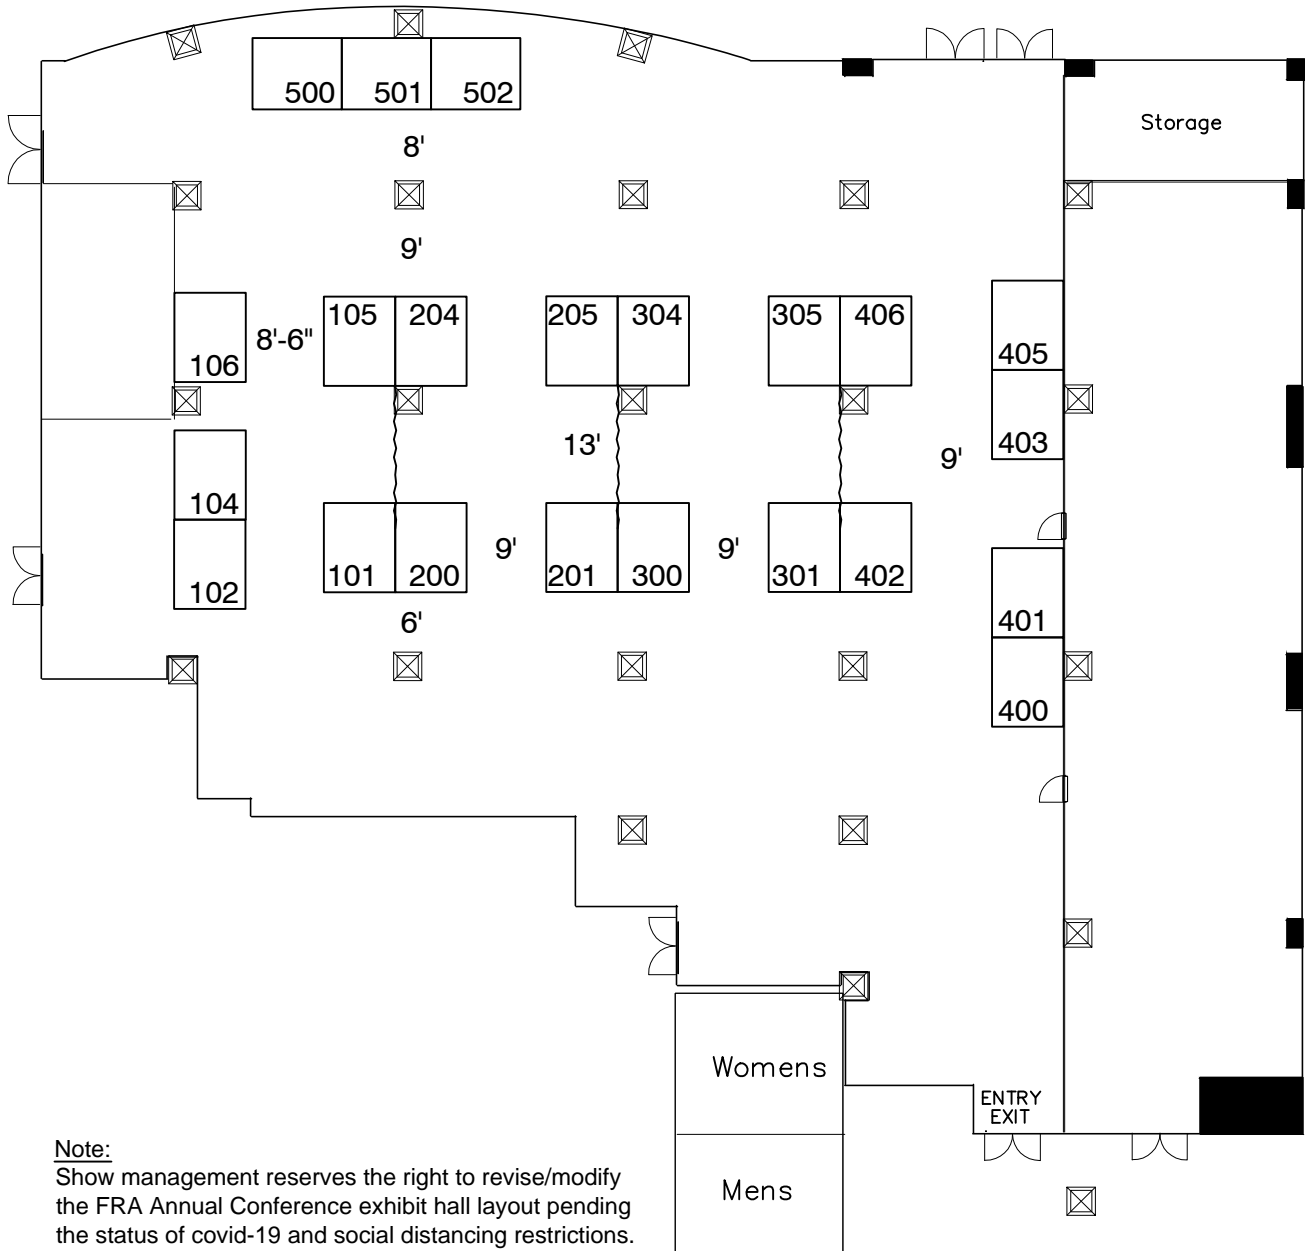 500 501 502
Storage
8'
9'
105 204 205 304 305 406
8'-6"
106
405
13'
403
9'
104
9'
9'
101 200 201 300 301 402
102
401
6'
400
Womens
ENTRY
EXIT
Note:
Show management reserves the right to revise/modify
the FRA Annual Conference exhibit hall layout pending
the status of covid-19 and social distancing restrictions.
Mens